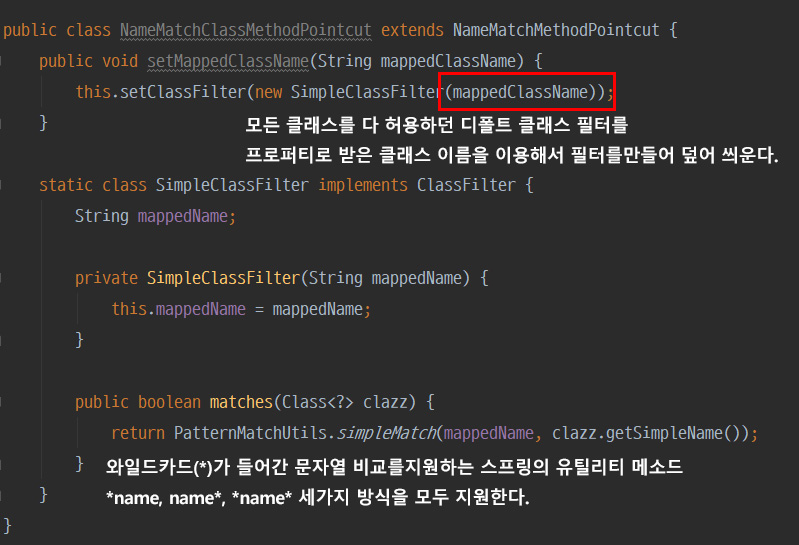 public class NameMatchClassMethodPointcut extends NameMatchMethodPointcut {
public void setMappedClassName(String mappedClassName) {
this.setClassFilter(new SimpleClassFilter(mappedClassName));
}
모든 클래스를 다 허용하던 디폴트 클래스 필터를
프로퍼티로 받은 클래스 이름을 이용해서 필터를만들어 덮어 씌운다.
static class SimpleClassFilter implements ClassFilter {
String mappedName;
private SimpleClassFilter(String mappedName) {
this.mappedName = mappedName;
}
public boolean matches(Class<?> clazz) {
return PatternMatchUtils.simpleMatch(mappedName, clazz.getSimpleName());
}
와일드카드(*)가 들어간 문자열 비교를지원하는 스프링의 유틸리티 메소드
*name, name*, *name* 세가지 방식을 모두 지원한다.
}
}